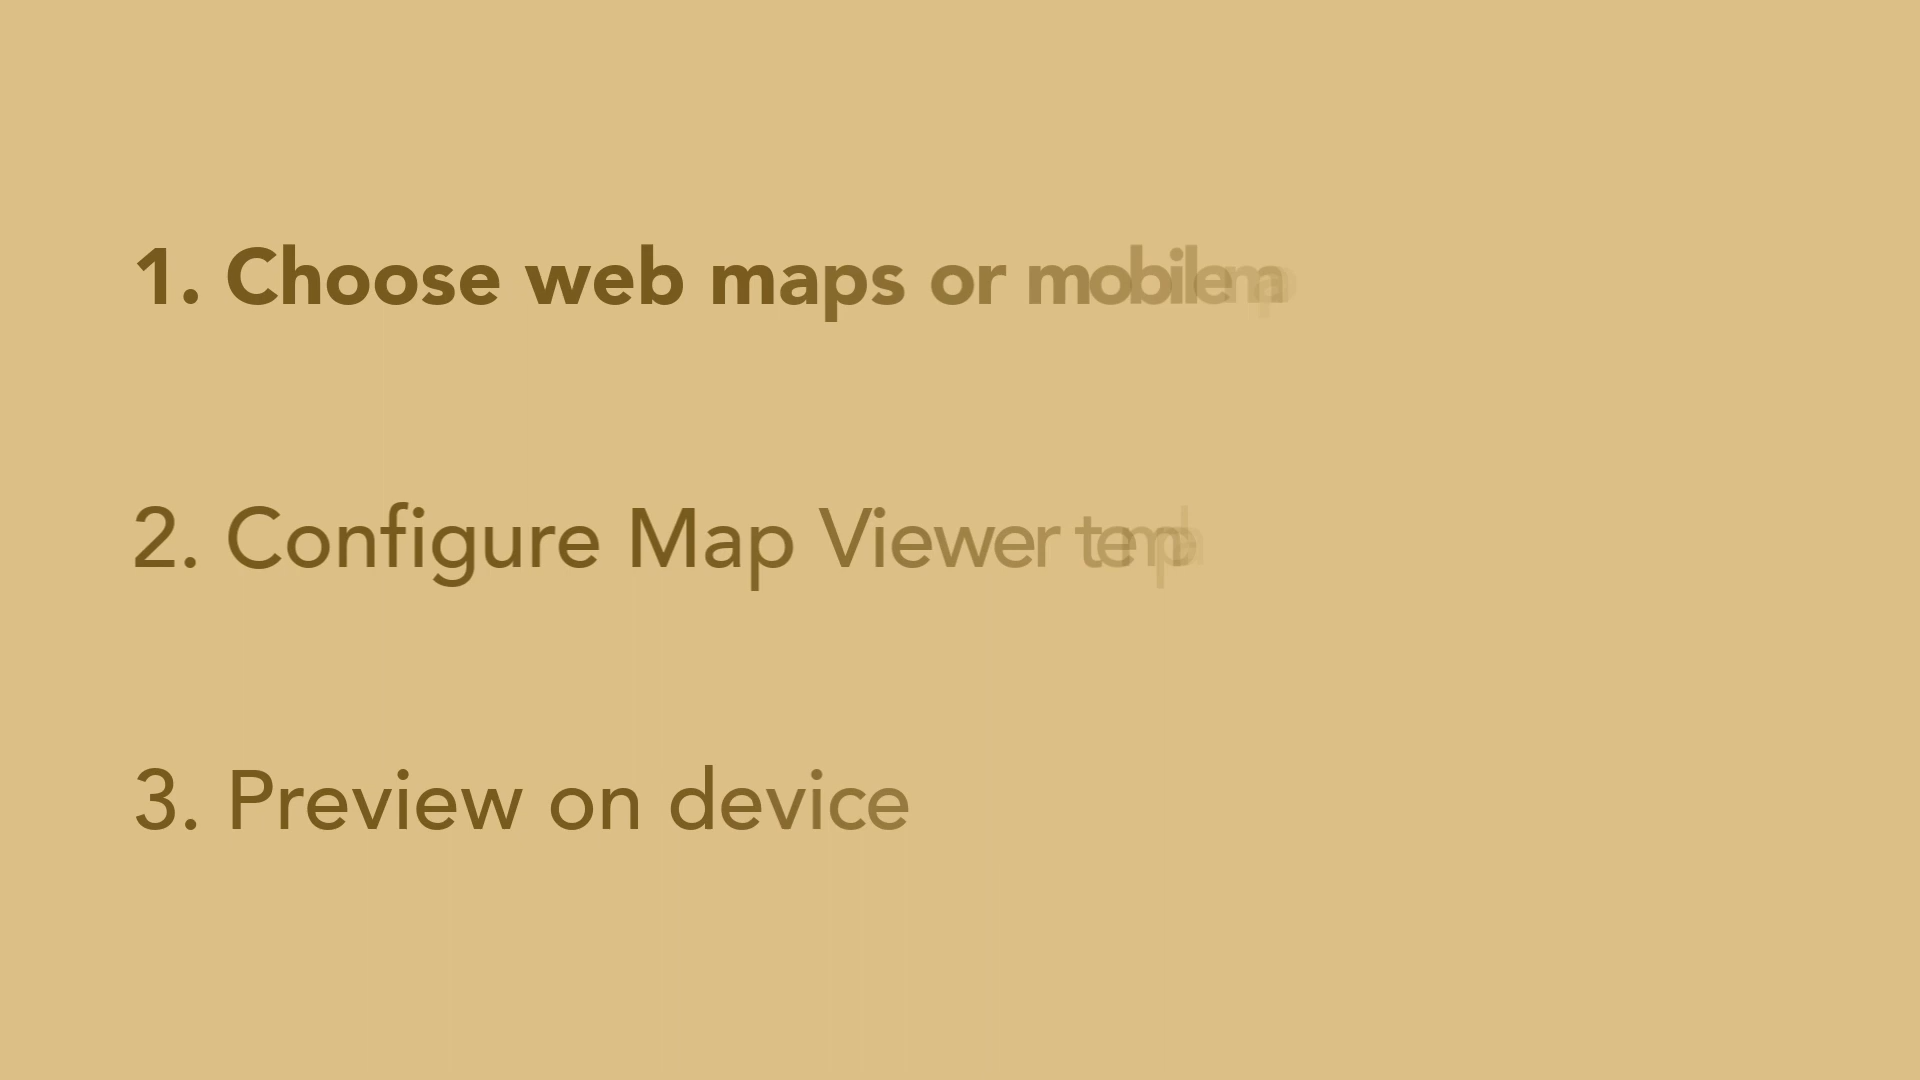 1. Choose web maps or mobile
2. Configure Map Viewer
3. Preview on device